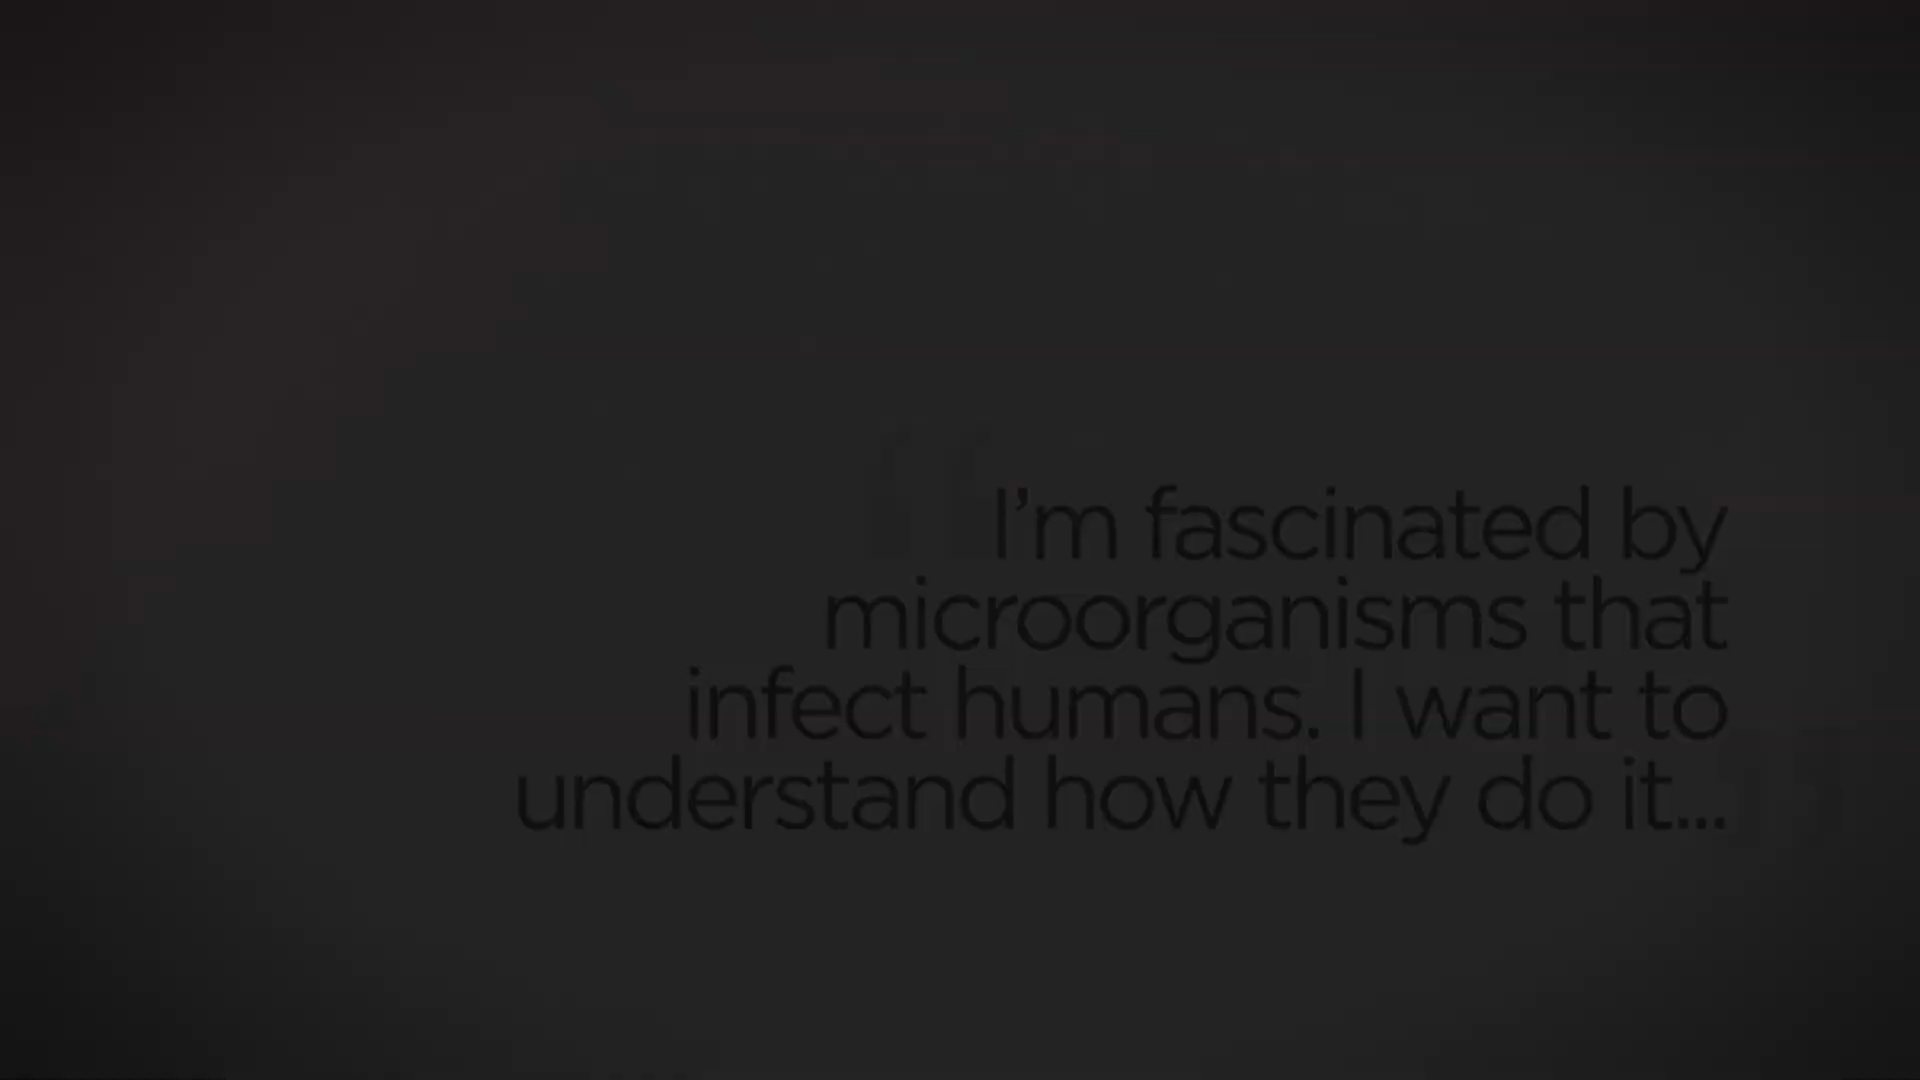 I’m fascinated by
microorganisms that
infect humans. I want to
understand how they do it...